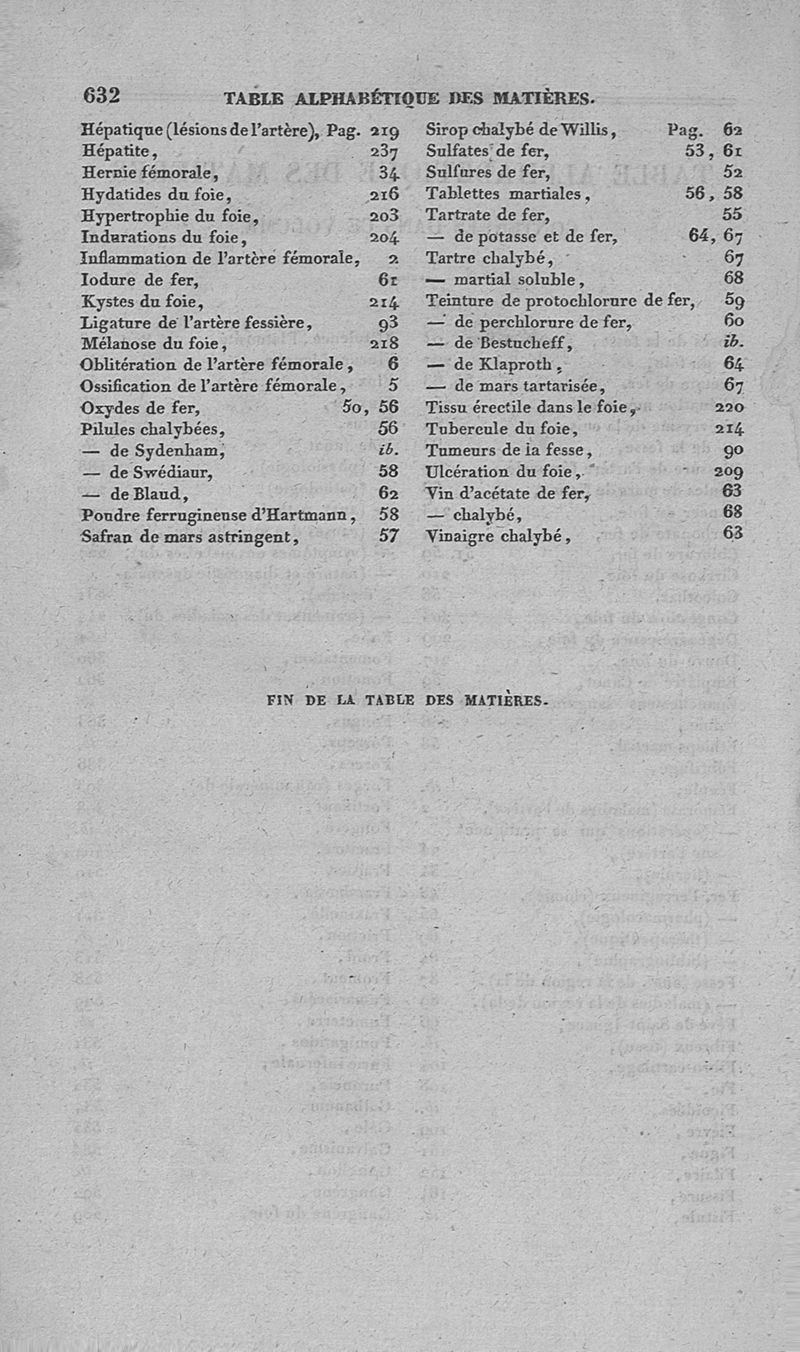 632 TABLE ALPHABÉTIQUE DES MATIÈRES.
Hépatique (lésions de l'artère), Pag. 219
Hépatite, 237
Hernie fémorale, 34
Hydatides du foie, 216
Hypertrophie du foie, 203
Indurations du foie, 204
Inflammation de l'artère fémorale, 2
Iodure de fer, 61
Kystes du foie, 214
Ligature de l'artère fessière, 93
Mélanose du foie, 218
Oblitération de l'artère fémorale, 6
Ossification de l'artère fémorale, 5
Oxydes de fer, 50, 56
Pilules chalybées, 56
— de Sydenham, ib.
— de Swédiaur, 58
— de Blaud, 62
Poudre ferrugineuse d'Hartmann, 58
Safran de mars astringent, 57
Sirop chalybé de Willis, Pag. 62
Sulfates de fer, 53, 61
Sulfures de fer, 52
Tablettes martiales, 56, 58
Tartrate de fer, 55
— de potasse et de fer, 64, 67
Tartre chalybé, 67
— martial soluble, 68
Teinture de protochlorure de fer, 59
— de perchlorure de fer, 60
— de Bestucheff, ib.
— de Klaproth, 64
— de mars tartarisée, 67
Tissu érectile dans le foie, 220
Tubercule du foie, 214
Tumeurs de la fesse, 90
Ulcération du foie, 209
Vin d'acétate de fer, 63
— chalybé, 68
Vinaigre chalybé, 63
FIN DE LA TABLE DES MATIÈRES.